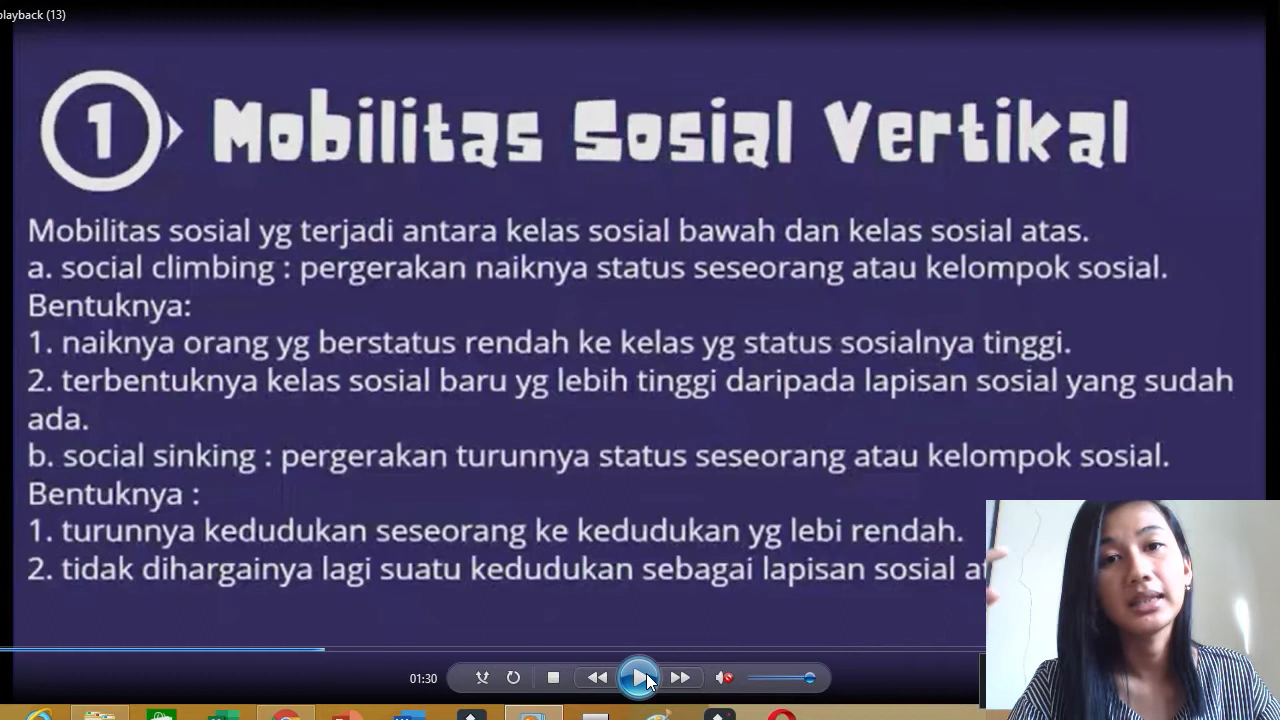 playback (13)
1 Mobilitas Sosial Vertikal
Mobilitas sosial yg terjadi antara kelas sosial bawah dan kelas sosial atas.
a. social climbing : pergerakan naiknya status seseorang atau kelompok sosial.
Bentuknya:
1. naiknya orang yg berstatus rendah ke kelas yg status sosialnya tinggi.
2. terbentuknya kelas sosial baru yg lebih tinggi daripada lapisan sosial yang sudah
ada.
b. social sinking : pergerakan turunnya status seseorang atau kelompok sosial.
Bentuknya :
1. turunnya kedudukan seseorang ke kedudukan yg lebi rendah.
2. tidak dihargainya lagi suatu kedudukan sebagai lapisan sosial
01:30